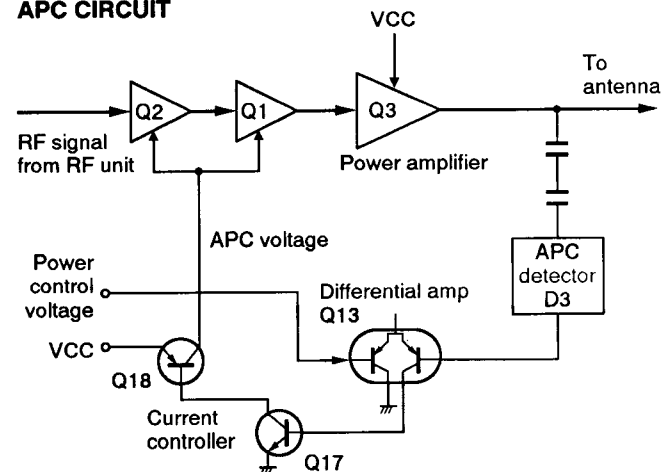 APC CIRCUIT
VCC
To
antenna
Q2
Q1
Q3
RF signal
from RF unit
Power amplifier
APC voltage
APC
detector
D3
Power
control
voltage
Differential amp
Q13
VCC
Q18
Current
controller
Q17